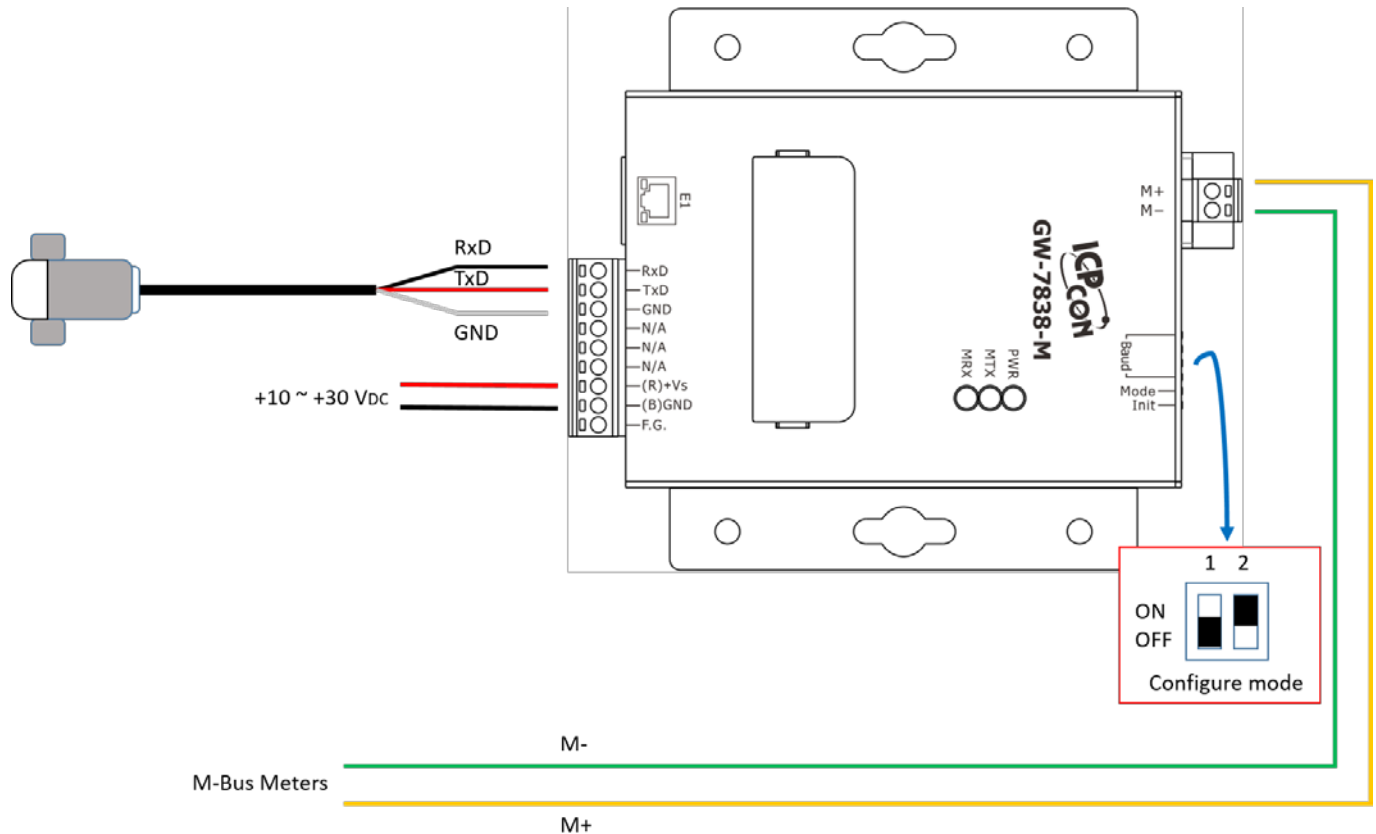 E1
M+
M−
ICP
CON
GW-7838-M
RxD
TxD
GND
RxD
TxD
GND
N/A
N/A
N/A
(R)+Vs
(B)GND
F.G.
+10 ~ +30 VDC
MRX
MTX
PWR
Baud
Mode
Init
1 2
ON
OFF
Configure mode
M-
M-Bus Meters
M+